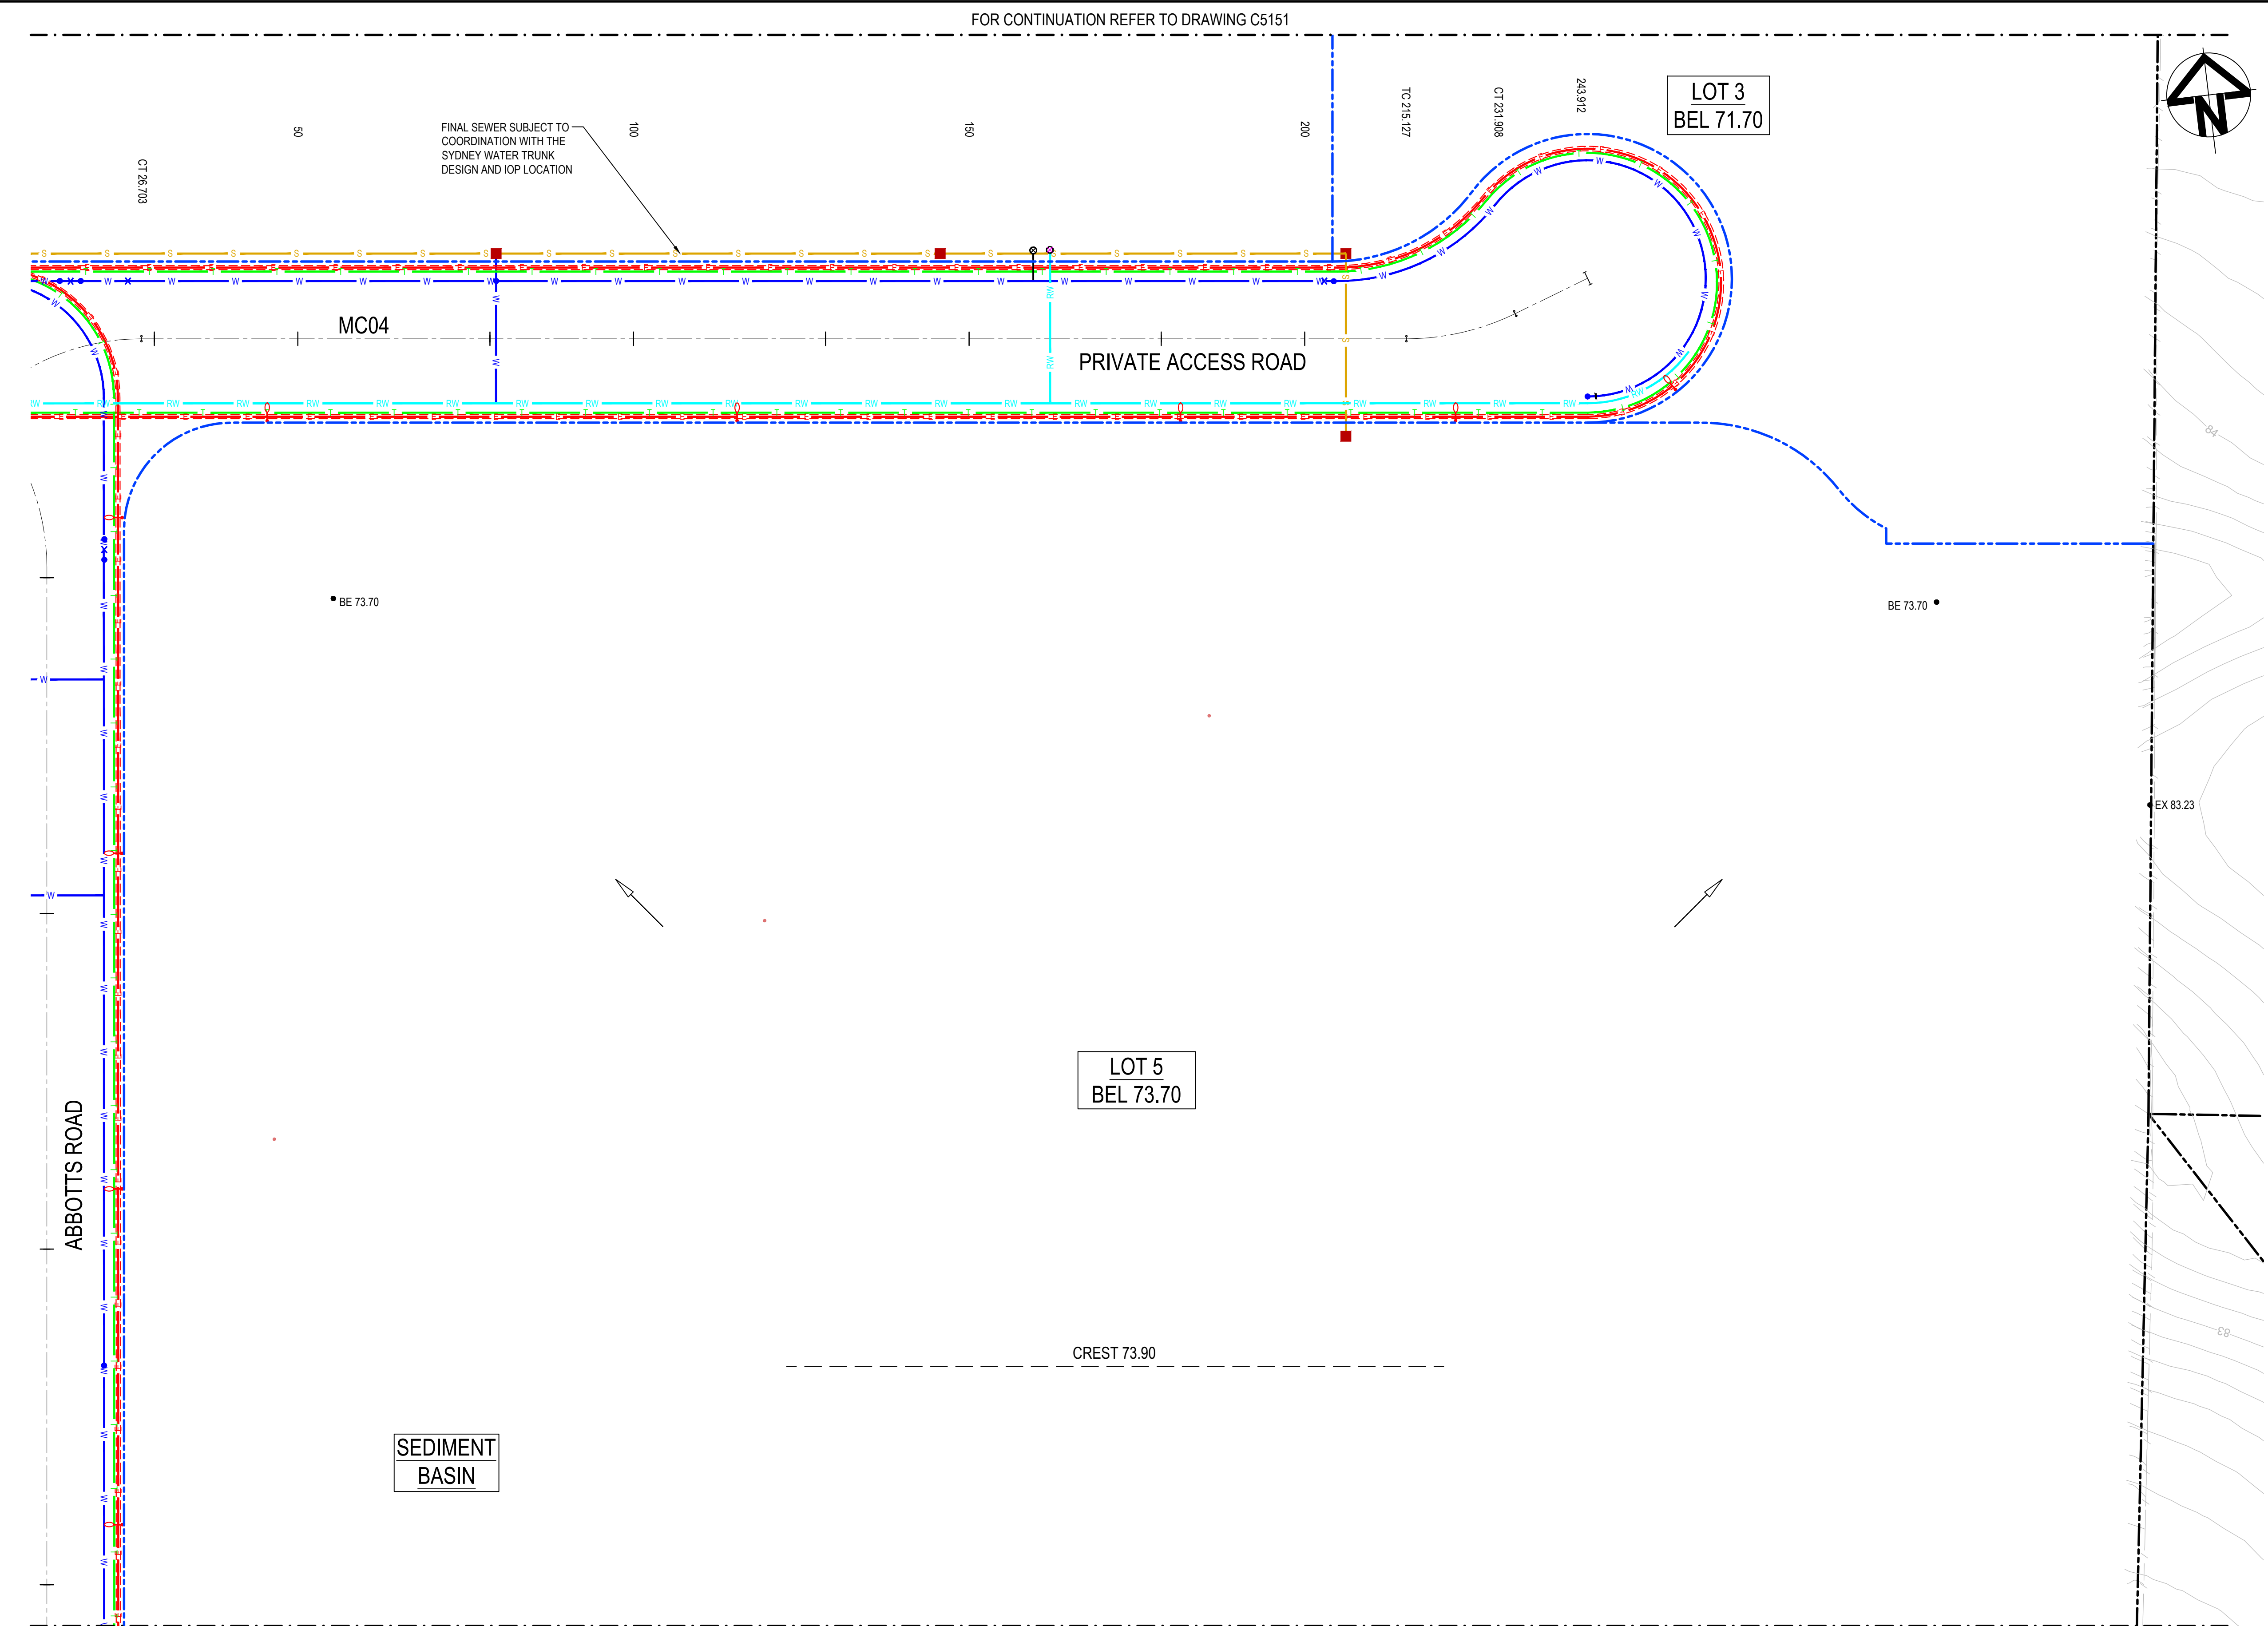 FOR CONTINUATION REFER TO DRAWING C5151
N
LOT 3
BEL 71.70
243.912
CT 231.908
TC 215.127
200
150
100
50
CT 26.703
FINAL SEWER SUBJECT TO
COORDINATION WITH THE
SYDNEY WATER TRUNK
DESIGN AND IOP LOCATION
MC04
PRIVATE ACCESS ROAD
84
BE 73.70
BE 73.70
EX 83.23
LOT 5
BEL 73.70
ABBOTTS ROAD
83
CREST 73.90
SEDIMENT
BASIN